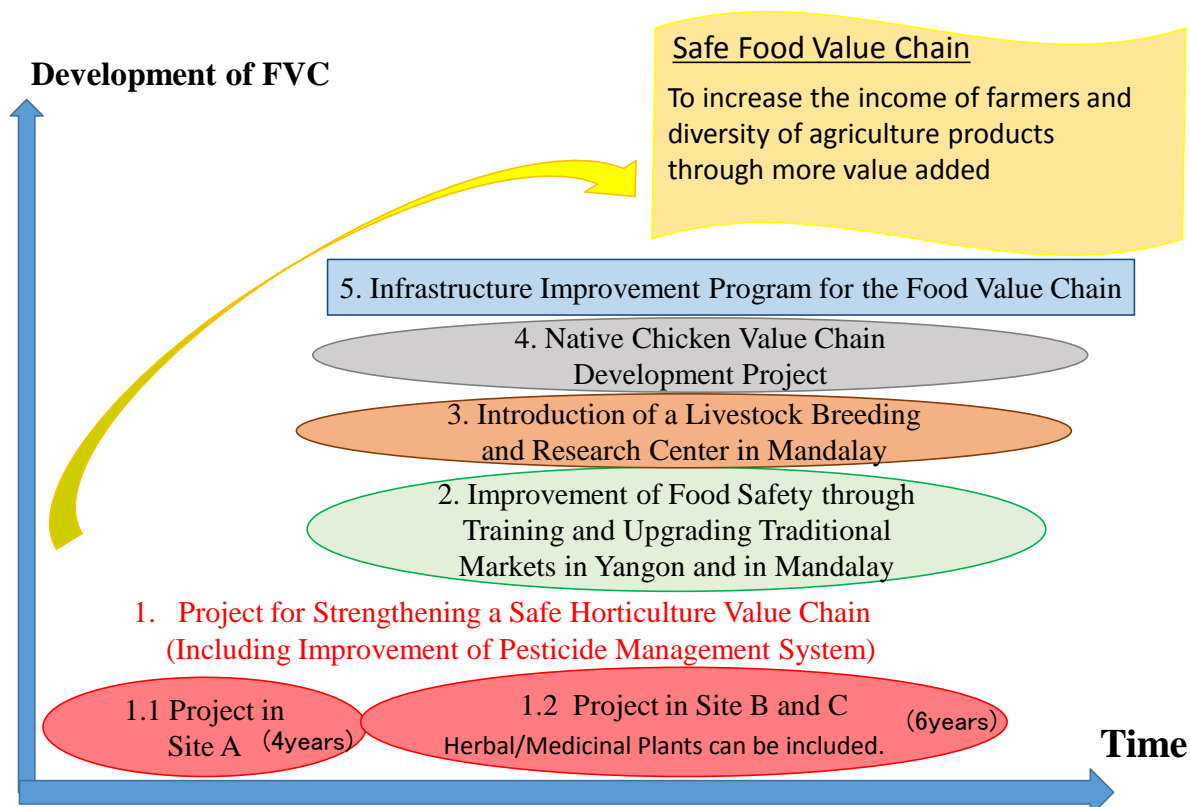 Development of FVC
Safe Food Value Chain
To increase the income of farmers and
diversity of agriculture products
through more value added
5. Infrastructure Improvement Program for the Food Value Chain
4. Native Chicken Value Chain
Development Project
3. Introduction of a Livestock Breeding
and Research Center in Mandalay
2. Improvement of Food Safety through
Training and Upgrading Traditional
Markets in Yangon and in Mandalay
1. Project for Strengthening a Safe Horticulture Value Chain
(Including Improvement of Pesticide Management System)
1.1 Project in
Site A (4years)
1.2 Project in Site B and C (6years)
Herbal/Medicinal Plants can be included.
Time